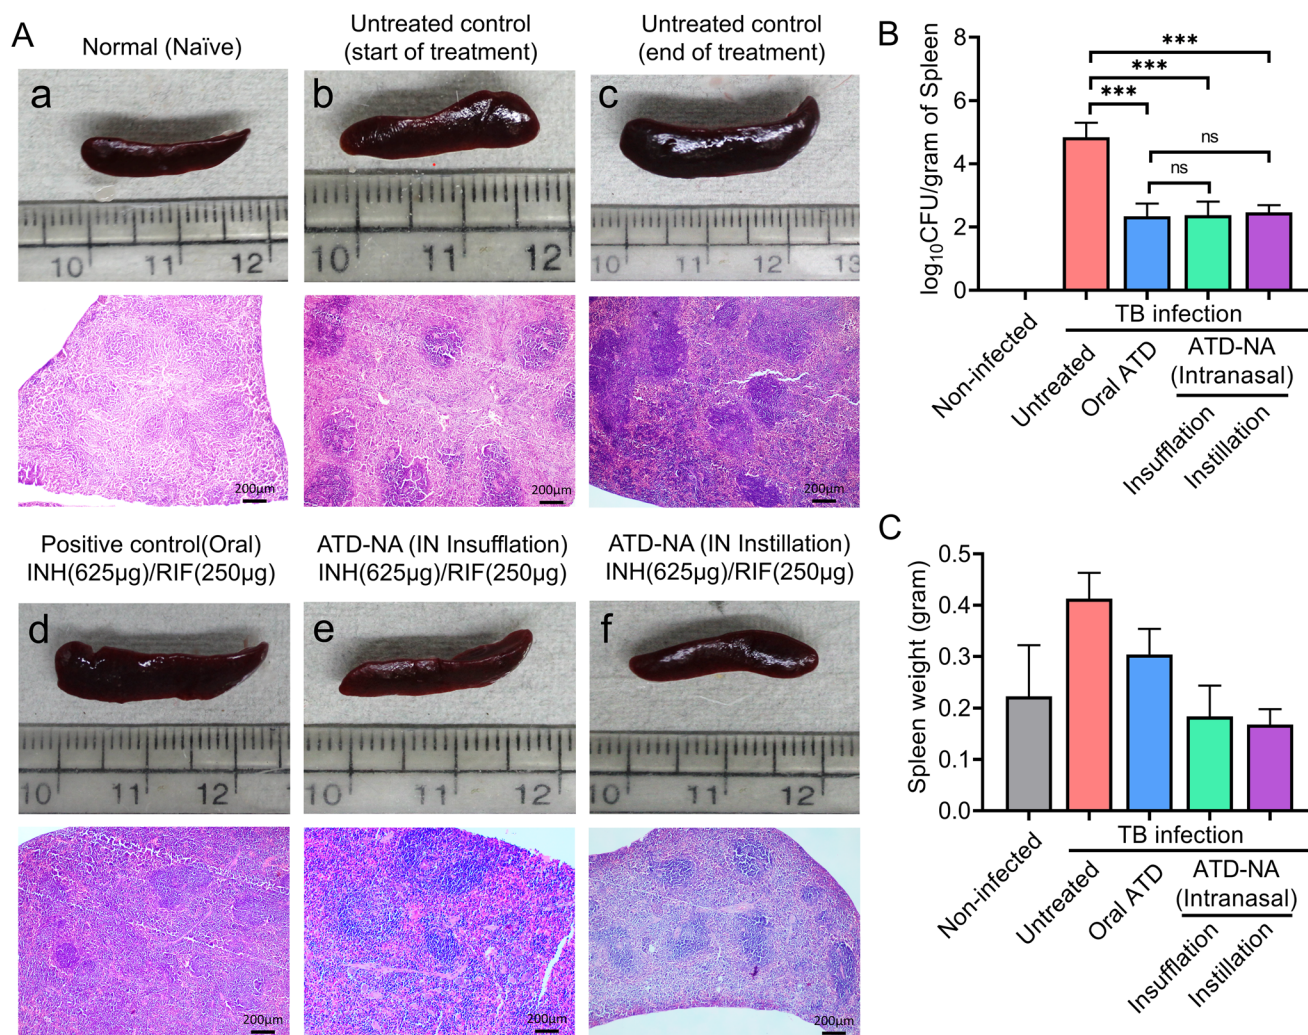 A
Normal (Naïve)
Untreated control
(start of treatment)
Untreated control
(end of treatment)
a
b
c
10 11 12
10 11 12
10 11 12 13
200µm
200µm
200µm
Positive control(Oral)
INH(625µg)/RIF(250µg)
ATD-NA (IN Insufflation)
INH(625µg)/RIF(250µg)
ATD-NA (IN Instillation)
INH(625µg)/RIF(250µg)
d
e
f
10 11 12
10 11 12
10 11 12
200µm
200µm
200µm
B
log10CFU/gram of Spleen
8
6
4
2
0
***
***
***
ns
ns
Non-infected
Untreated
Oral ATD
Insufflation
Instillation
TB infection
ATD-NA
(Intranasal)
C
Spleen weight (gram)
0.5
0.4
0.3
0.2
0.1
0.0
Non-infected
Untreated
Oral ATD
Insufflation
Instillation
TB infection
ATD-NA
(Intranasal)